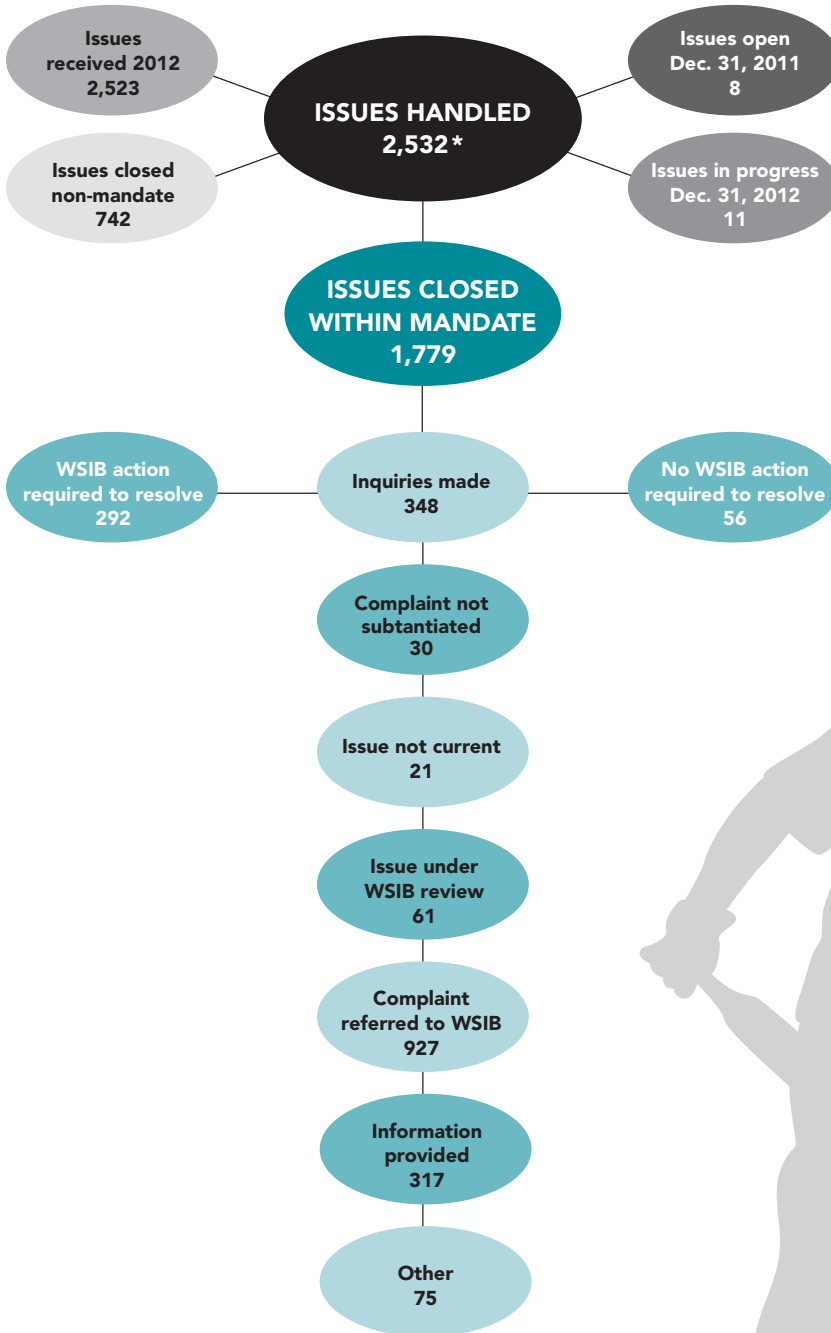 Issues
received 2012
2,523
Issues open
Dec. 31, 2011
8
ISSUES HANDLED
2,532*
Issues closed
non-mandate
742
Issues in progress
Dec. 31, 2012
11
ISSUES CLOSED
WITHIN MANDATE
1,779
WSIB action
required to resolve
292
Inquiries made
348
No WSIB action
required to resolve
56
Complaint not
subtantiated
30
Issue not current
21
Issue under
WSIB review
61
Complaint
referred to WSIB
927
Information
provided
317
Other
75